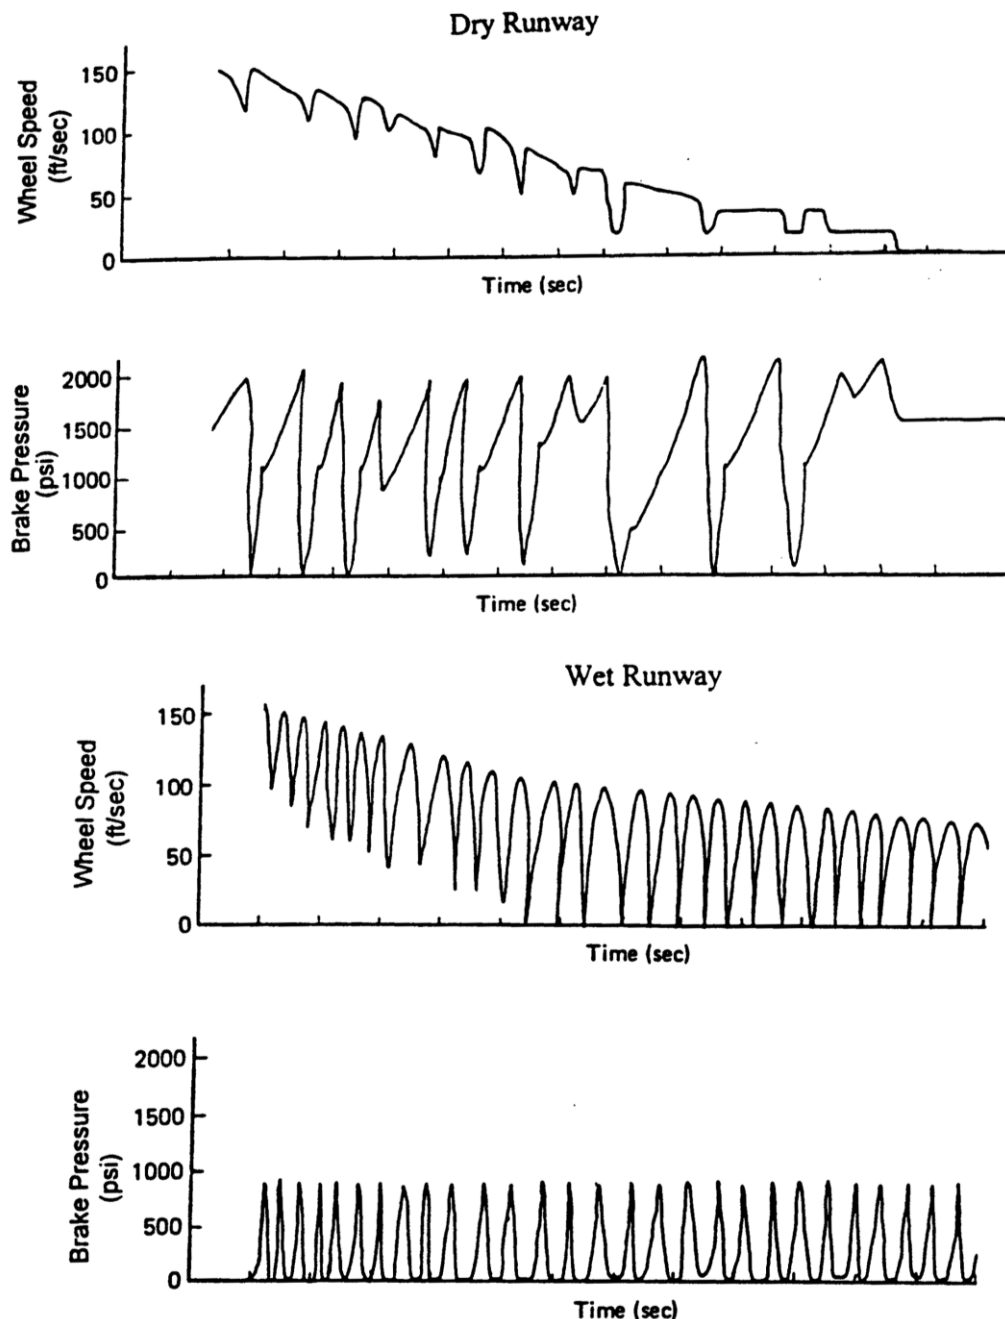 Dry Runway
Wheel Speed
(ft/sec)
150
100
50
0
Time (sec)
Brake Pressure
(psi)
2000
1500
1000
500
0
Time (sec)
Wet Runway
Wheel Speed
(ft/sec)
150
100
50
0
Time (sec)
Brake Pressure
(psi)
2000
1500
1000
500
0
Time (sec)